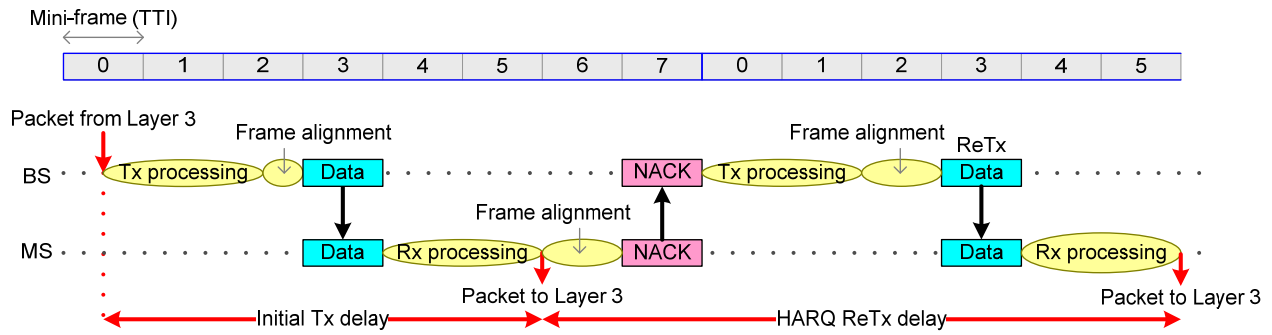 Mini-frame (TTI)
0 1 2 3 4 5 6 7 0 1 2 3 4 5
Packet from Layer 3
Frame alignment
Frame alignment
ReTx
BS
Tx processing
Data
NACK
Tx processing
Data
Frame alignment
MS
Data
Rx processing
NACK
Data
Rx processing
Packet to Layer 3
Packet to Layer 3
Initial Tx delay
HARQ ReTx delay